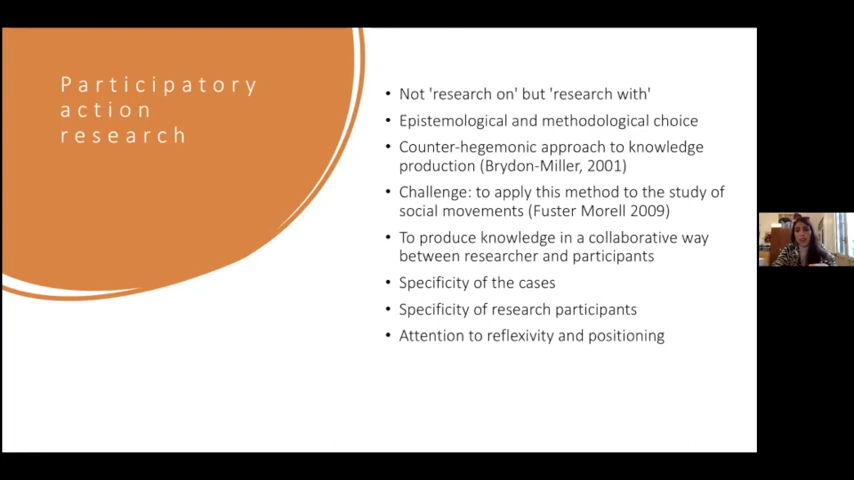 Participatory
action
research
• Not 'research on' but 'research with'
• Epistemological and methodological choice
• Counter-hegemonic approach to knowledge
production (Brydon-Miller, 2001)
• Challenge: to apply this method to the study of
social movements (Fuster Morell 2009)
• To produce knowledge in a collaborative way
between researcher and participants
• Specificity of the cases
• Specificity of research participants
• Attention to reflexivity and positioning